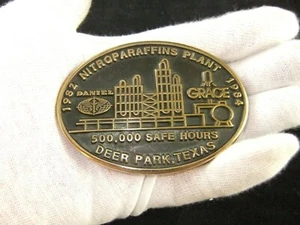 1982 NITROPARAFFINS PLANT 1984
DANIEL
GRACE
500,000 SAFE HOURS
DEER PARK, TEXAS